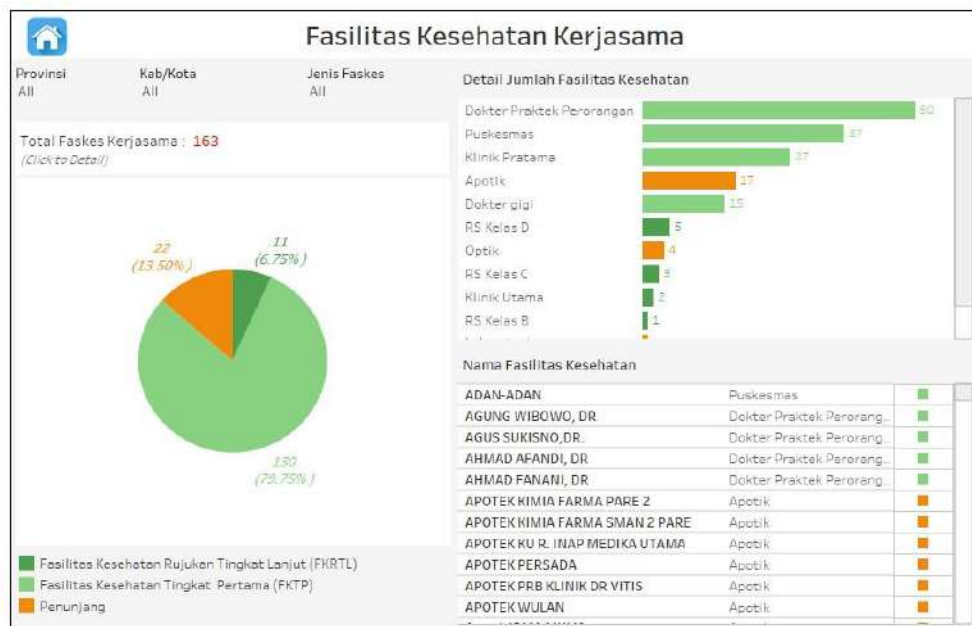 Fasilitas Kesehatan Kerjasama
Provinsi
All
Kab/Kota
All
Jenis Faskes
All
Total Faskes Kerjasama : 163
(Click to Detail)
22
(13.50%)
11
(6.75%)
130
(79.75%)
Fasilitas Kesehatan Rujukan Tingkat Lanjut (FKRTL)
Fasilitas Kesehatan Tingkat Pertama (FKTP)
Penunjang
Detail Jumlah Fasilitas Kesehatan
Dokter Praktek Perorangan
Puskesmas
Klinik Pratama 27
Apotik 17
Dokter gigi 15
RS Kelas D 5
Optik 4
RS Kelas C 3
Klinik Utama 2
RS Kelas B 1
Nama Fasilitas Kesehatan
ADAN-ADAN Puskesmas
AGUNG WIBOWO, DR Dokter Praktek Perorang..
AGUS SUKISNO,DR. Dokter Praktek Perorang..
AHMAD AFANDI, DR Dokter Praktek Perorang..
AHMAD FANANI, DR Dokter Praktek Perorang..
APOTEK KIMIA FARMA PARE 2 Apotik
APOTEK KIMIA FARMA SMAN 2 PARE Apotik
APOTEK KU R. INAP MEDIKA UTAMA Apotik
APOTEK PERSADA Apotik
APOTEK PRB KLINIK DR VITIS Apotik
APOTEK WULAN Apotik